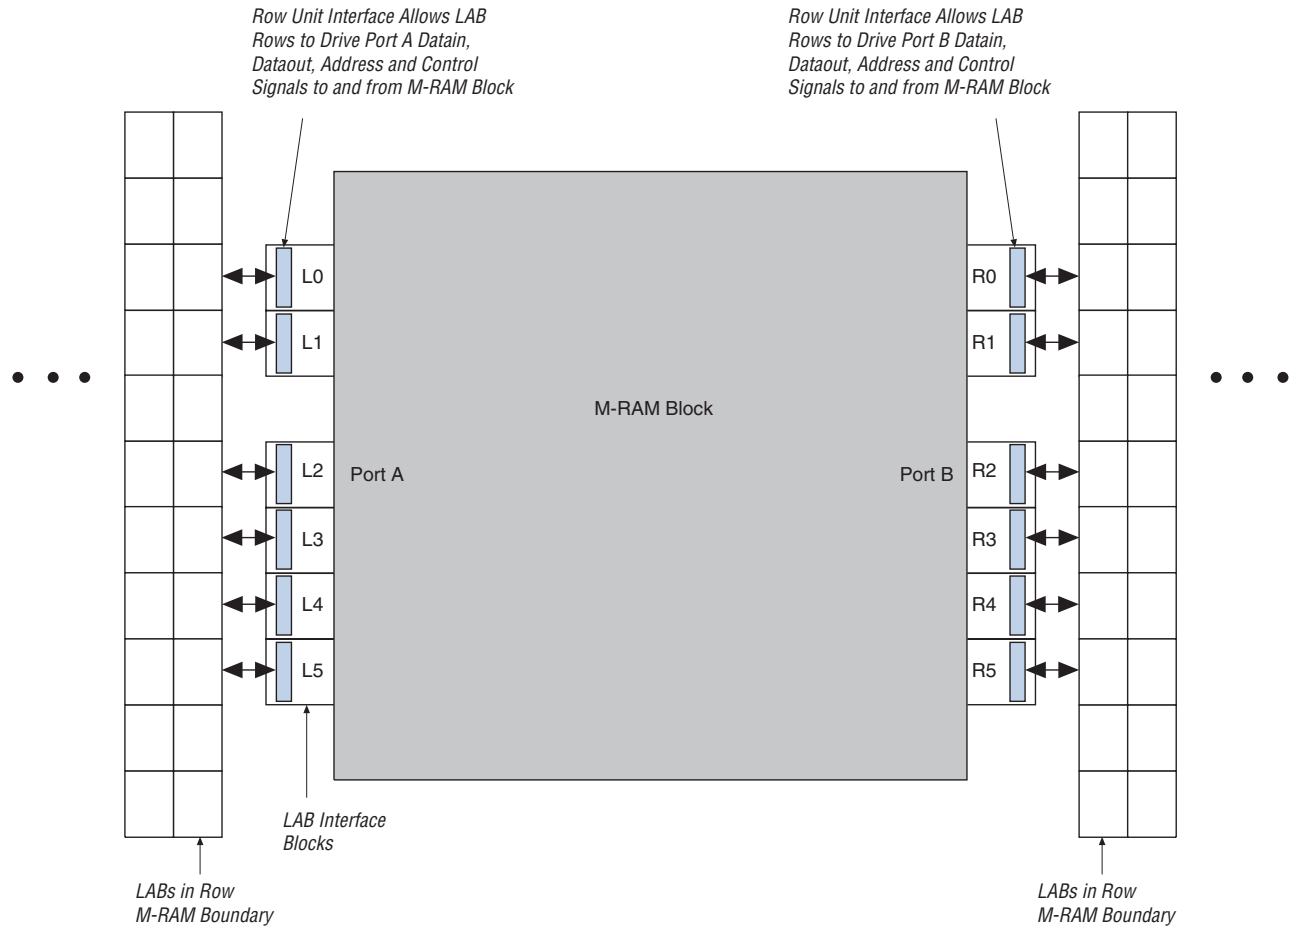 Row Unit Interface Allows LAB
Rows to Drive Port A Datain,
Dataout, Address and Control
Signals to and from M-RAM Block
Row Unit Interface Allows LAB
Rows to Drive Port B Datain,
Dataout, Address and Control
Signals to and from M-RAM Block
L0
R0
L1
R1
M-RAM Block
L2
Port A
Port B
R2
L3
R3
L4
R4
L5
R5
LAB Interface
Blocks
LABs in Row
M-RAM Boundary
LABs in Row
M-RAM Boundary